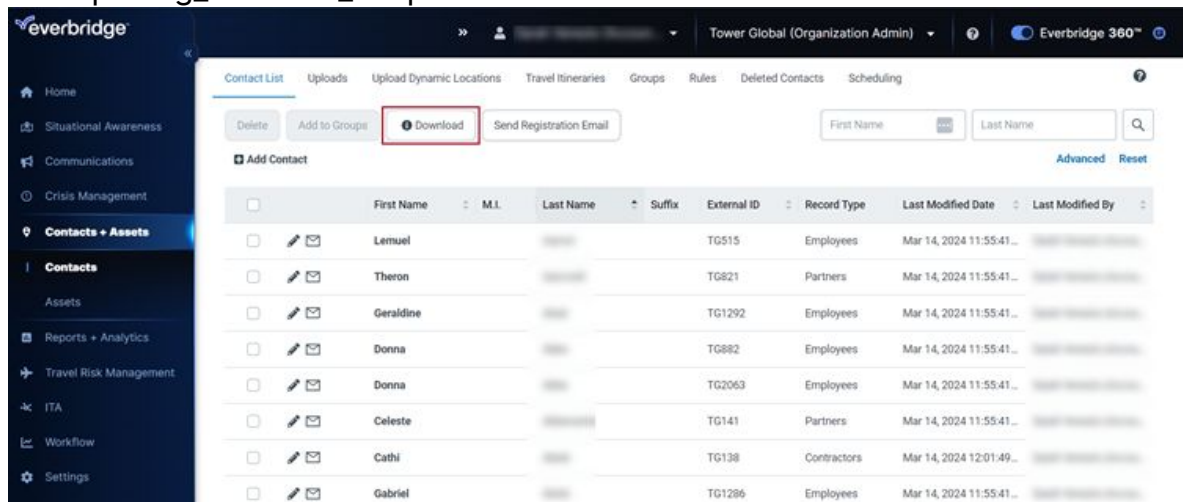 everbridge
» Tower Global (Organization Admin) Everbridge 360™
«
Contact List Uploads Upload Dynamic Locations Travel Itineraries Groups Rules Deleted Contacts Scheduling
Home
Situational Awareness
Communications
Crisis Management
Contacts + Assets
Contacts
Assets
Reports + Analytics
Travel Risk Management
ITA
Workflow
Settings
Delete Add to Groups Download Send Registration Email First Name Last Name
Add Contact Advanced Reset
First Name M.I. Last Name Suffix External ID Record Type Last Modified Date Last Modified By
Lemuel TG515 Employees Mar 14, 2024 11:55:41...
Theron TG821 Partners Mar 14, 2024 11:55:41...
Geraldine TG1292 Employees Mar 14, 2024 11:55:41...
Donna TG882 Employees Mar 14, 2024 11:55:41...
Donna TG2063 Employees Mar 14, 2024 11:55:41...
Celeste TG141 Partners Mar 14, 2024 11:55:41...
Cathi TG138 Contractors Mar 14, 2024 12:01:49...
Gabriel TG1286 Employees Mar 14, 2024 11:55:41...